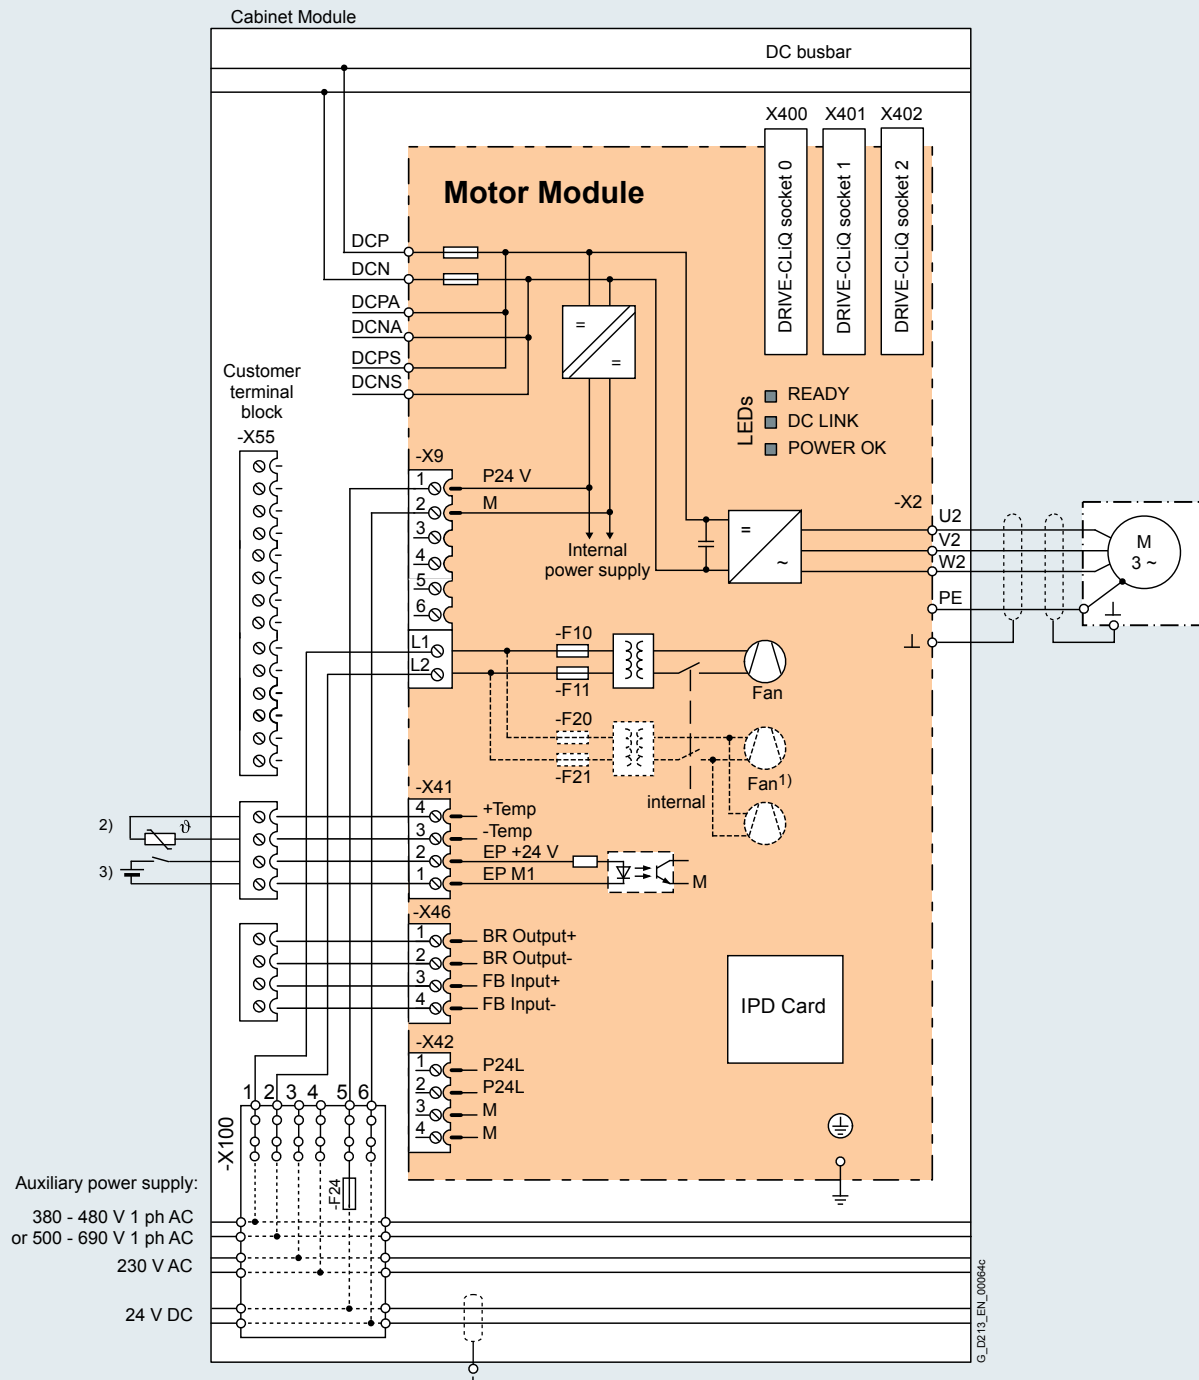 Cabinet Module
DC busbar
X400 X401 X402
DRIVE-CLiQ socket 0
DRIVE-CLiQ socket 1
DRIVE-CLiQ socket 2
Motor Module
DCP
DCN
DCPA
DCNA
DCPS
DCNS
=
=
LEDs
READY
DC LINK
POWER OK
Customer
terminal
block
-X55
-X9
1 P24 V
2 M
3
4
5
6
Internal
power supply
=
~
-X2
U2
V2
W2
PE
M
3 ~
L1
L2
-F10
-F11
Fan
-F20
-F21
Fan1)
internal
-X41
4 +Temp
3 -Temp
2 EP +24 V
1 EP M1
M
2)
ϑ
3)
-X46
1 BR Output+
2 BR Output-
3 FB Input+
4 FB Input-
IPD Card
-X42
1 P24L
2 P24L
3 M
4 M
1 2 3 4 5 6
-X100
-F24
Auxiliary power supply:
380 - 480 V 1 ph AC
or 500 - 690 V 1 ph AC
230 V AC
24 V DC
G_D213_EN_00064c